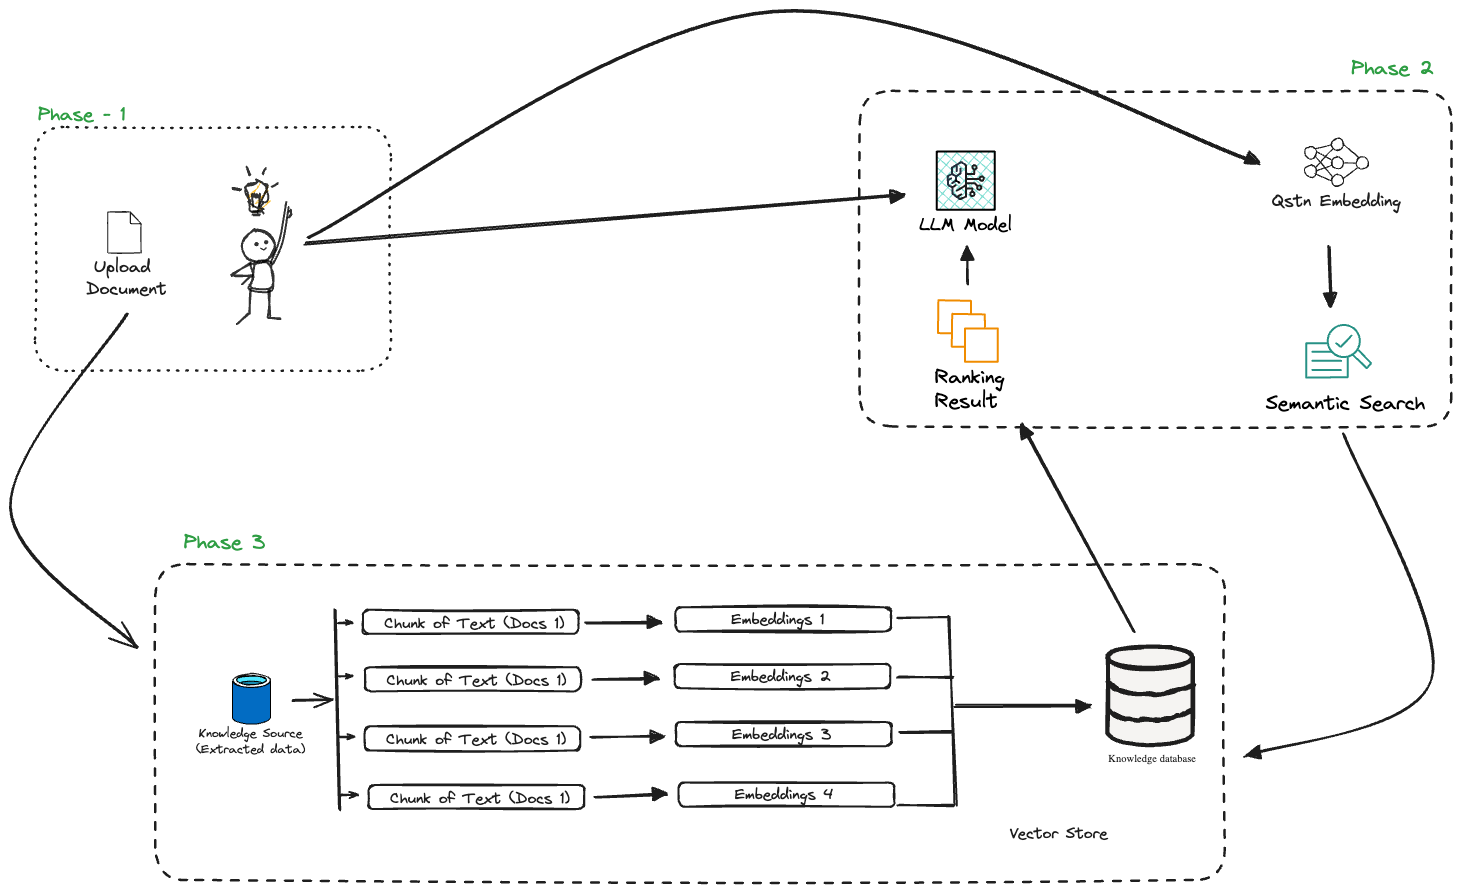 Phase - 1
Upload
Document
Phase 2
LLM Model
Qstn Embedding
Ranking
Result
Semantic Search
Phase 3
Knowledge Source
(Extracted data)
Chunk of Text (Docs 1)
Embeddings 1
Chunk of Text (Docs 1)
Embeddings 2
Chunk of Text (Docs 1)
Embeddings 3
Chunk of Text (Docs 1)
Embeddings 4
Knowledge database
Vector Store